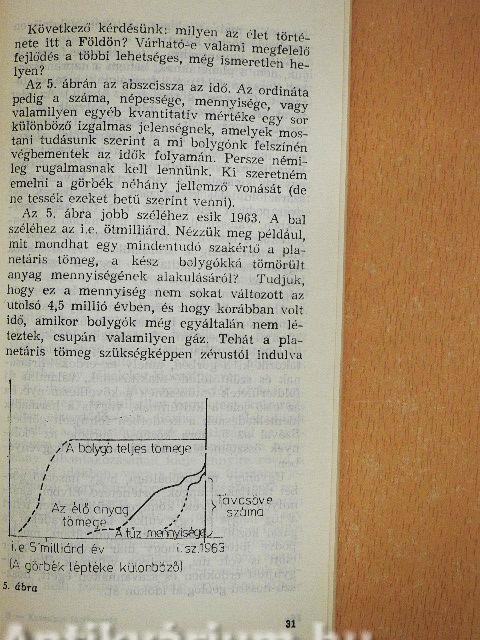 Következő kérdésünk: milyen az élet törté-
nete itt a Földön? Várható-e valami megfelelő
fejlődés a többi lehetséges, még ismeretlen he-
lyen?
Az 5. ábrán az abszcissza az idő. Az ordináta
pedig a száma, népessége, mennyisége, vagy
valamilyen egyéb kvantitatív mértéke egy sor
különböző izgalmas jelenségnek, amelyek mos-
tani tudásunk szerint a mi bolygónk felszínén
végbementek az idők folyamán. Persze némi-
leg rugalmasnak kell lennünk. Ki szeretném
emelni a görbék néhány jellemző vonását (de
ne tessék ezeket betű szerint venni).
Az 5. ábra jobb széléhez esik 1963. A bal
széléhez az i.e. ötmilliárd. Nézzük meg például,
mit mondhat egy mindentudó szakértő a pla-
netáris tömeg, a kész bolygókká tömörült
anyag mennyiségének alakulásáról? Tudjuk,
hogy ez a mennyiség nem sokat változott az
utolsó 4,5 millió évben, és hogy korábban volt
idő, amikor bolygók még egyáltalán nem lé-
teztek, csupán valamilyen gáz. Tehát a pla-
netáris tömeg szükségképpen zérustól indulva
A bolygó teljes tömege
Az élő anyag
tömege
A tűz mennyisége
Távcsöve
száma
i.e. 5 milliárd év
i.sz. 1963
(A görbék léptéke különböző!)
5. ábra
31
Antikvárium.hu